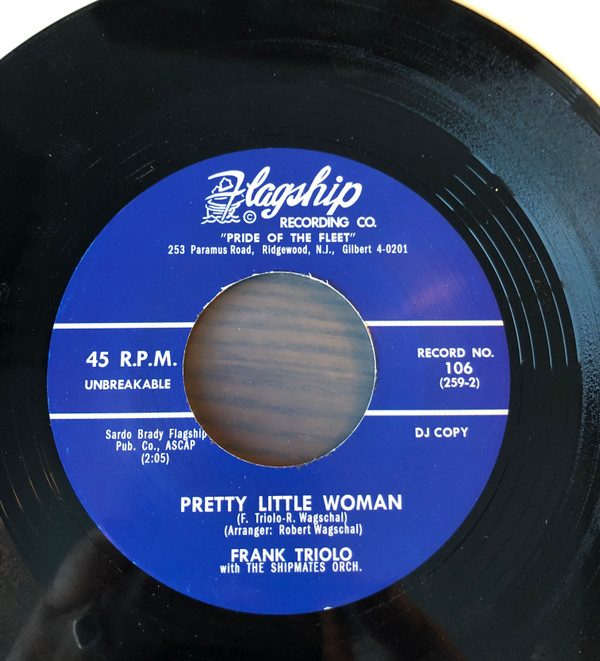 Flagship
©
RECORDING CO.
"PRIDE OF THE FLEET"
253 Paramus Road, Ridgewood, N.J., Gilbert 4-0201
45 R.P.M.
UNBREAKABLE
RECORD NO.
106
(259-2)
Sardo Brady Flagship
Pub. Co., ASCAP
(2:05)
DJ COPY
PRETTY LITTLE WOMAN
(F. Triolo-R. Wagschal)
(Arranger: Robert Wagschal)
FRANK TRIOLO
with THE SHIPMATES ORCH.